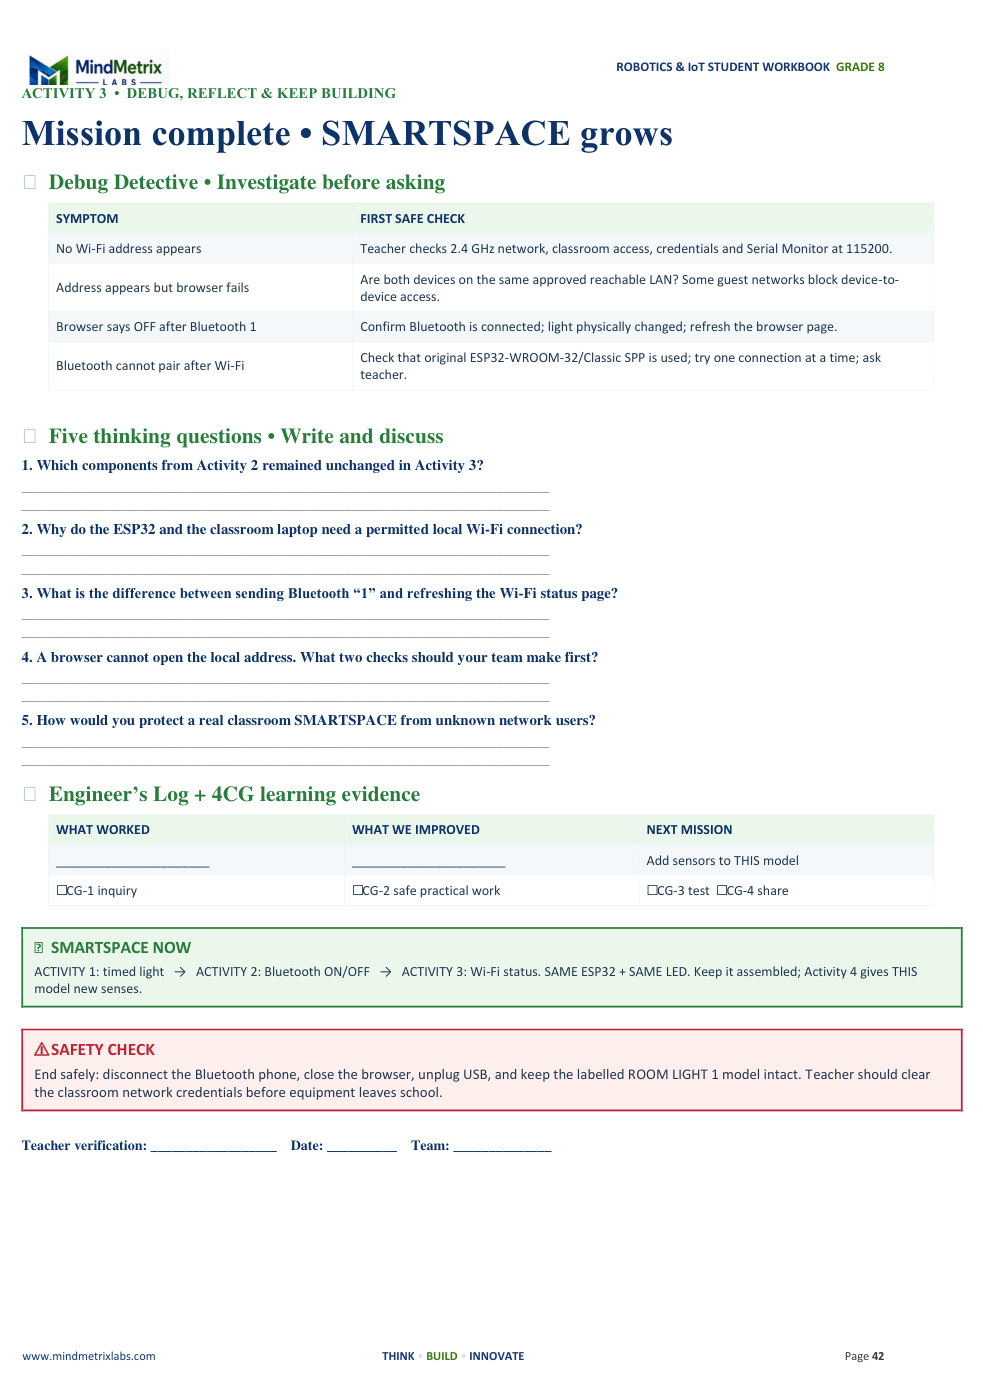 MindMetrix
LABS
ROBOTICS & IoT STUDENT WORKBOOK GRADE 8
ACTIVITY 3 • DEBUG, REFLECT & KEEP BUILDING
Mission complete • SMARTSPACE grows
Debug Detective • Investigate before asking
SYMPTOM FIRST SAFE CHECK
No Wi-Fi address appears Teacher checks 2.4 GHz network, classroom access, credentials and Serial Monitor at 115200.
Address appears but browser fails Are both devices on the same approved reachable LAN? Some guest networks block device-to-
device access.
Browser says OFF after Bluetooth 1 Confirm Bluetooth is connected; light physically changed; refresh the browser page.
Bluetooth cannot pair after Wi-Fi Check that original ESP32-WROOM-32/Classic SPP is used; try one connection at a time; ask
teacher.
Five thinking questions • Write and discuss
1. Which components from Activity 2 remained unchanged in Activity 3?
2. Why do the ESP32 and the classroom laptop need a permitted local Wi-Fi connection?
3. What is the difference between sending Bluetooth “1” and refreshing the Wi-Fi status page?
4. A browser cannot open the local address. What two checks should your team make first?
5. How would you protect a real classroom SMARTSPACE from unknown network users?
Engineer’s Log + 4CG learning evidence
WHAT WORKED WHAT WE IMPROVED NEXT MISSION
______________________ ______________________ Add sensors to THIS model
☐CG-1 inquiry ☐CG-2 safe practical work ☐CG-3 test ☐CG-4 share
SMARTSPACE NOW
ACTIVITY 1: timed light → ACTIVITY 2: Bluetooth ON/OFF → ACTIVITY 3: Wi-Fi status. SAME ESP32 + SAME LED. Keep it assembled; Activity 4 gives THIS
model new senses.
⚠SAFETY CHECK
End safely: disconnect the Bluetooth phone, close the browser, unplug USB, and keep the labelled ROOM LIGHT 1 model intact. Teacher should clear
the classroom network credentials before equipment leaves school.
Teacher verification: __________________ Date: __________ Team: ______________
www.mindmetrixlabs.com THINK • BUILD • INNOVATE Page 42